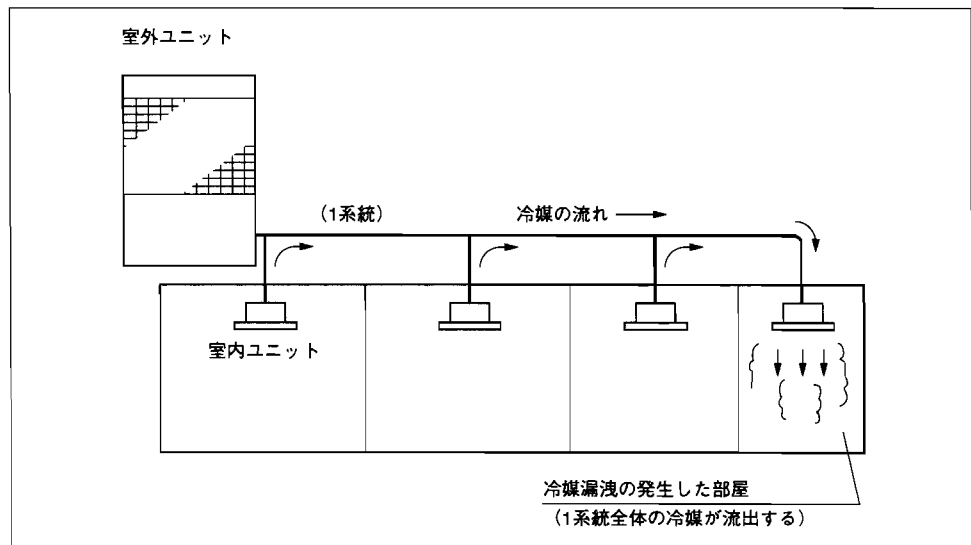 室外ユニット
(1系統)
冷媒の流れ
室内ユニット
冷媒漏洩の発生した部屋
(1系統全体の冷媒が流出する)